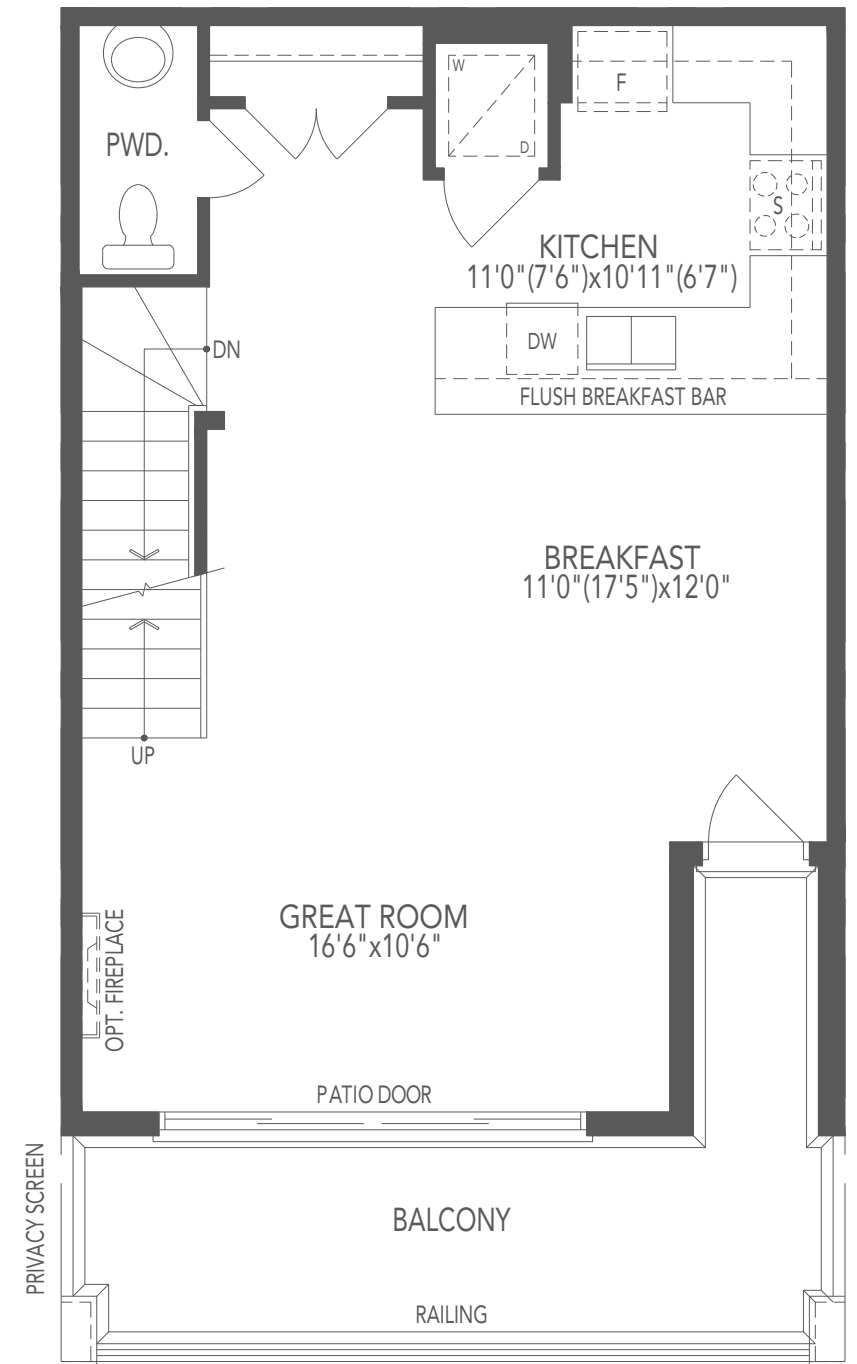 W
F
D
PWD.
S
KITCHEN
11'0"(7'6")x10'11"(6'7")
DN
DW
FLUSH BREAKFAST BAR
BREAKFAST
11'0"(17'5")x12'0"
UP
GREAT ROOM
16'6"x10'6"
OPT. FIREPLACE
PATIO DOOR
PRIVACY SCREEN
BALCONY
RAILING